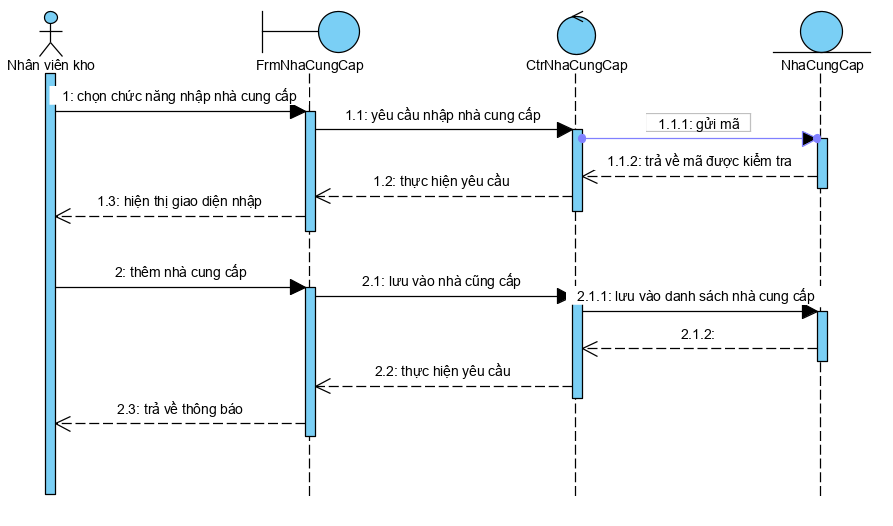 Nhân viên kho
FrmNhaCungCap
CtrNhaCungCap
NhaCungCap
1: chọn chức năng nhập nhà cung cấp
1.1: yêu cầu nhập nhà cung cấp
1.1.1: gửi mã
1.1.2: trả về mã được kiểm tra
1.2: thực hiện yêu cầu
1.3: hiện thị giao diện nhập
2: thêm nhà cung cấp
2.1: lưu vào nhà cũng cấp
2.1.1: lưu vào danh sách nhà cung cấp
2.1.2:
2.2: thực hiện yêu cầu
2.3: trả về thông báo